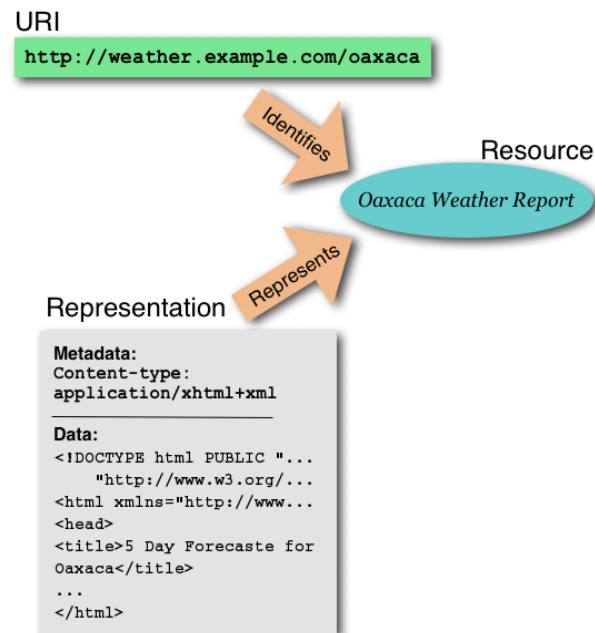 URI
http://weather.example.com/oaxaca
Identifies
Resource
Oaxaca Weather Report
Represents
Representation
Metadata:
Content-type:
application/xhtml+xml
Data:
<!DOCTYPE html PUBLIC "...
"http://www.w3.org/...
<html xmlns="http://www...
<head>
<title>5 Day Forecaste for
Oaxaca</title>
...
</html>